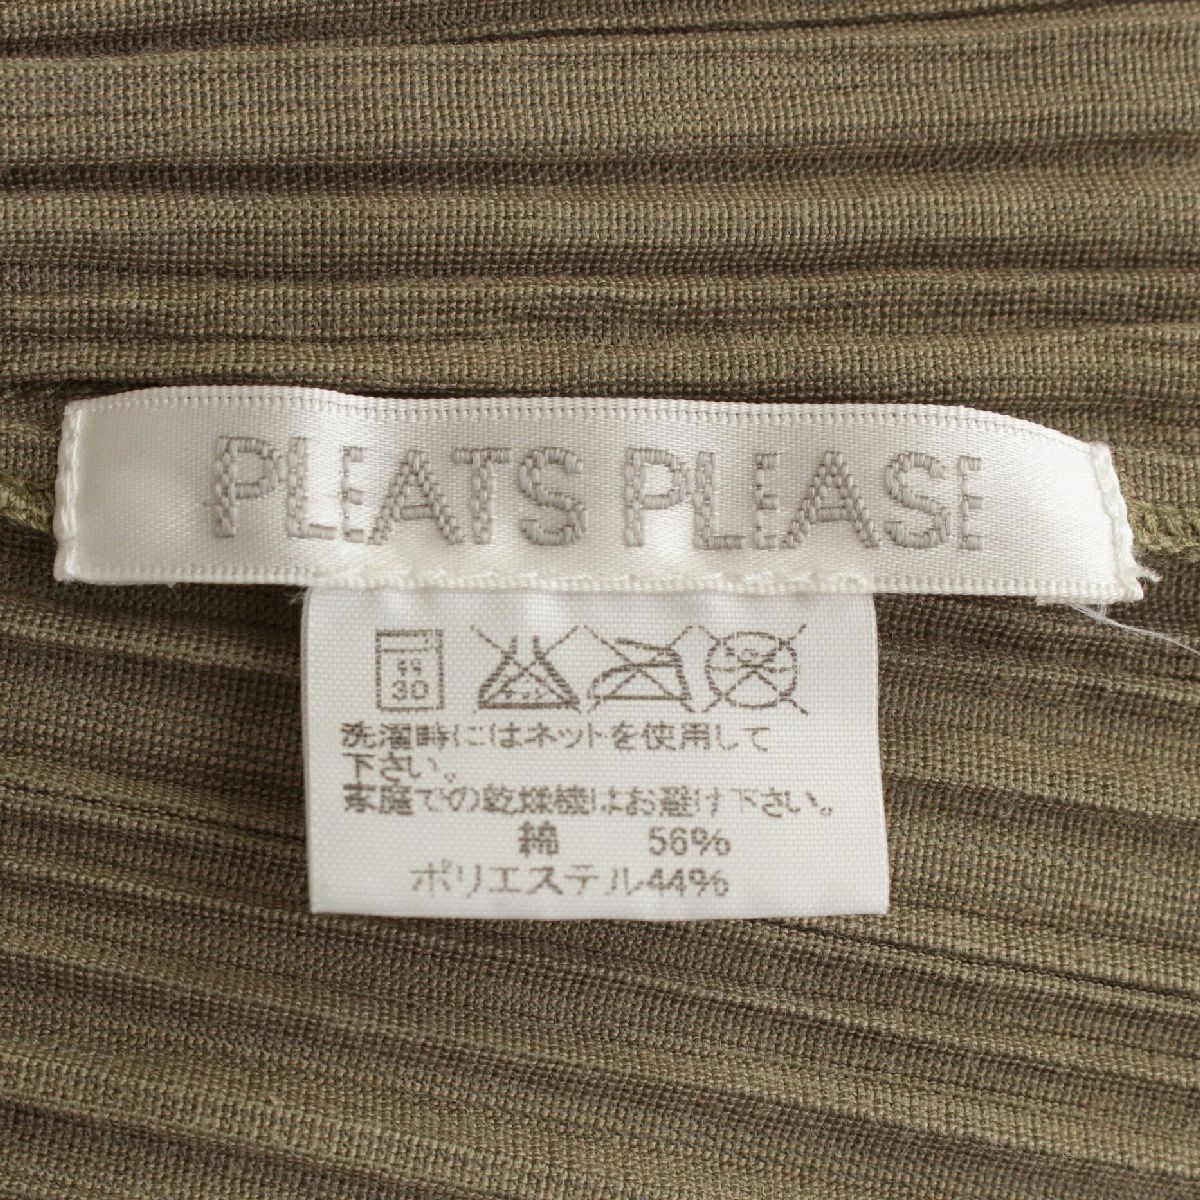 PLEATS PLEASE
弱
30
洗濯時にはネットを使用して
下さい。
家庭での乾燥機はお避け下さい。
綿 56%
ポリエステル44%